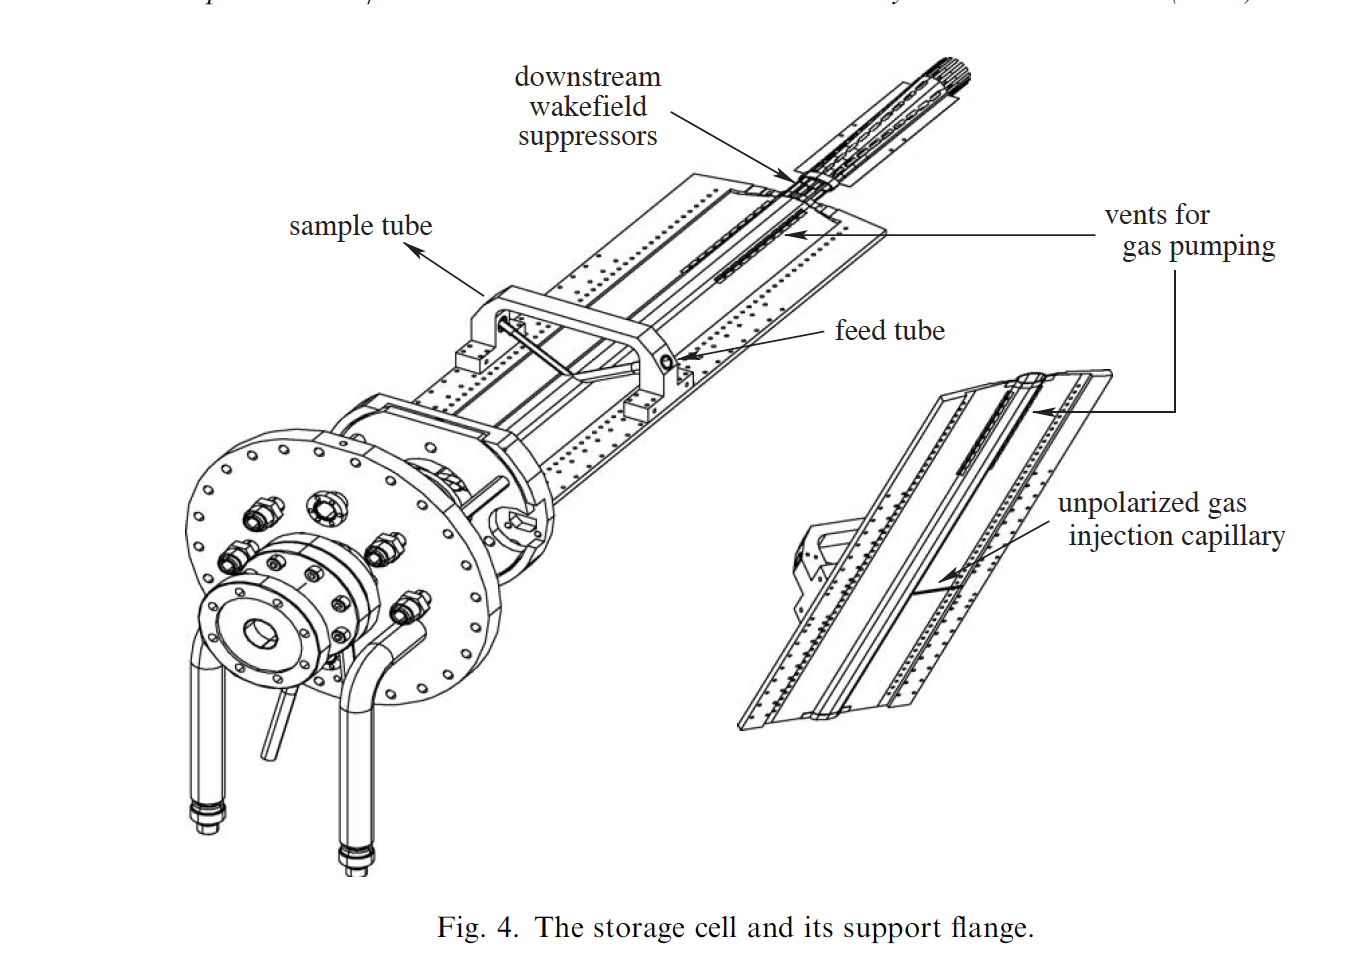 downstream
wakefield
suppressors
sample tube
vents for
gas pumping
feed tube
unpolarized gas
injection capillary
Fig. 4. The storage cell and its support flange.